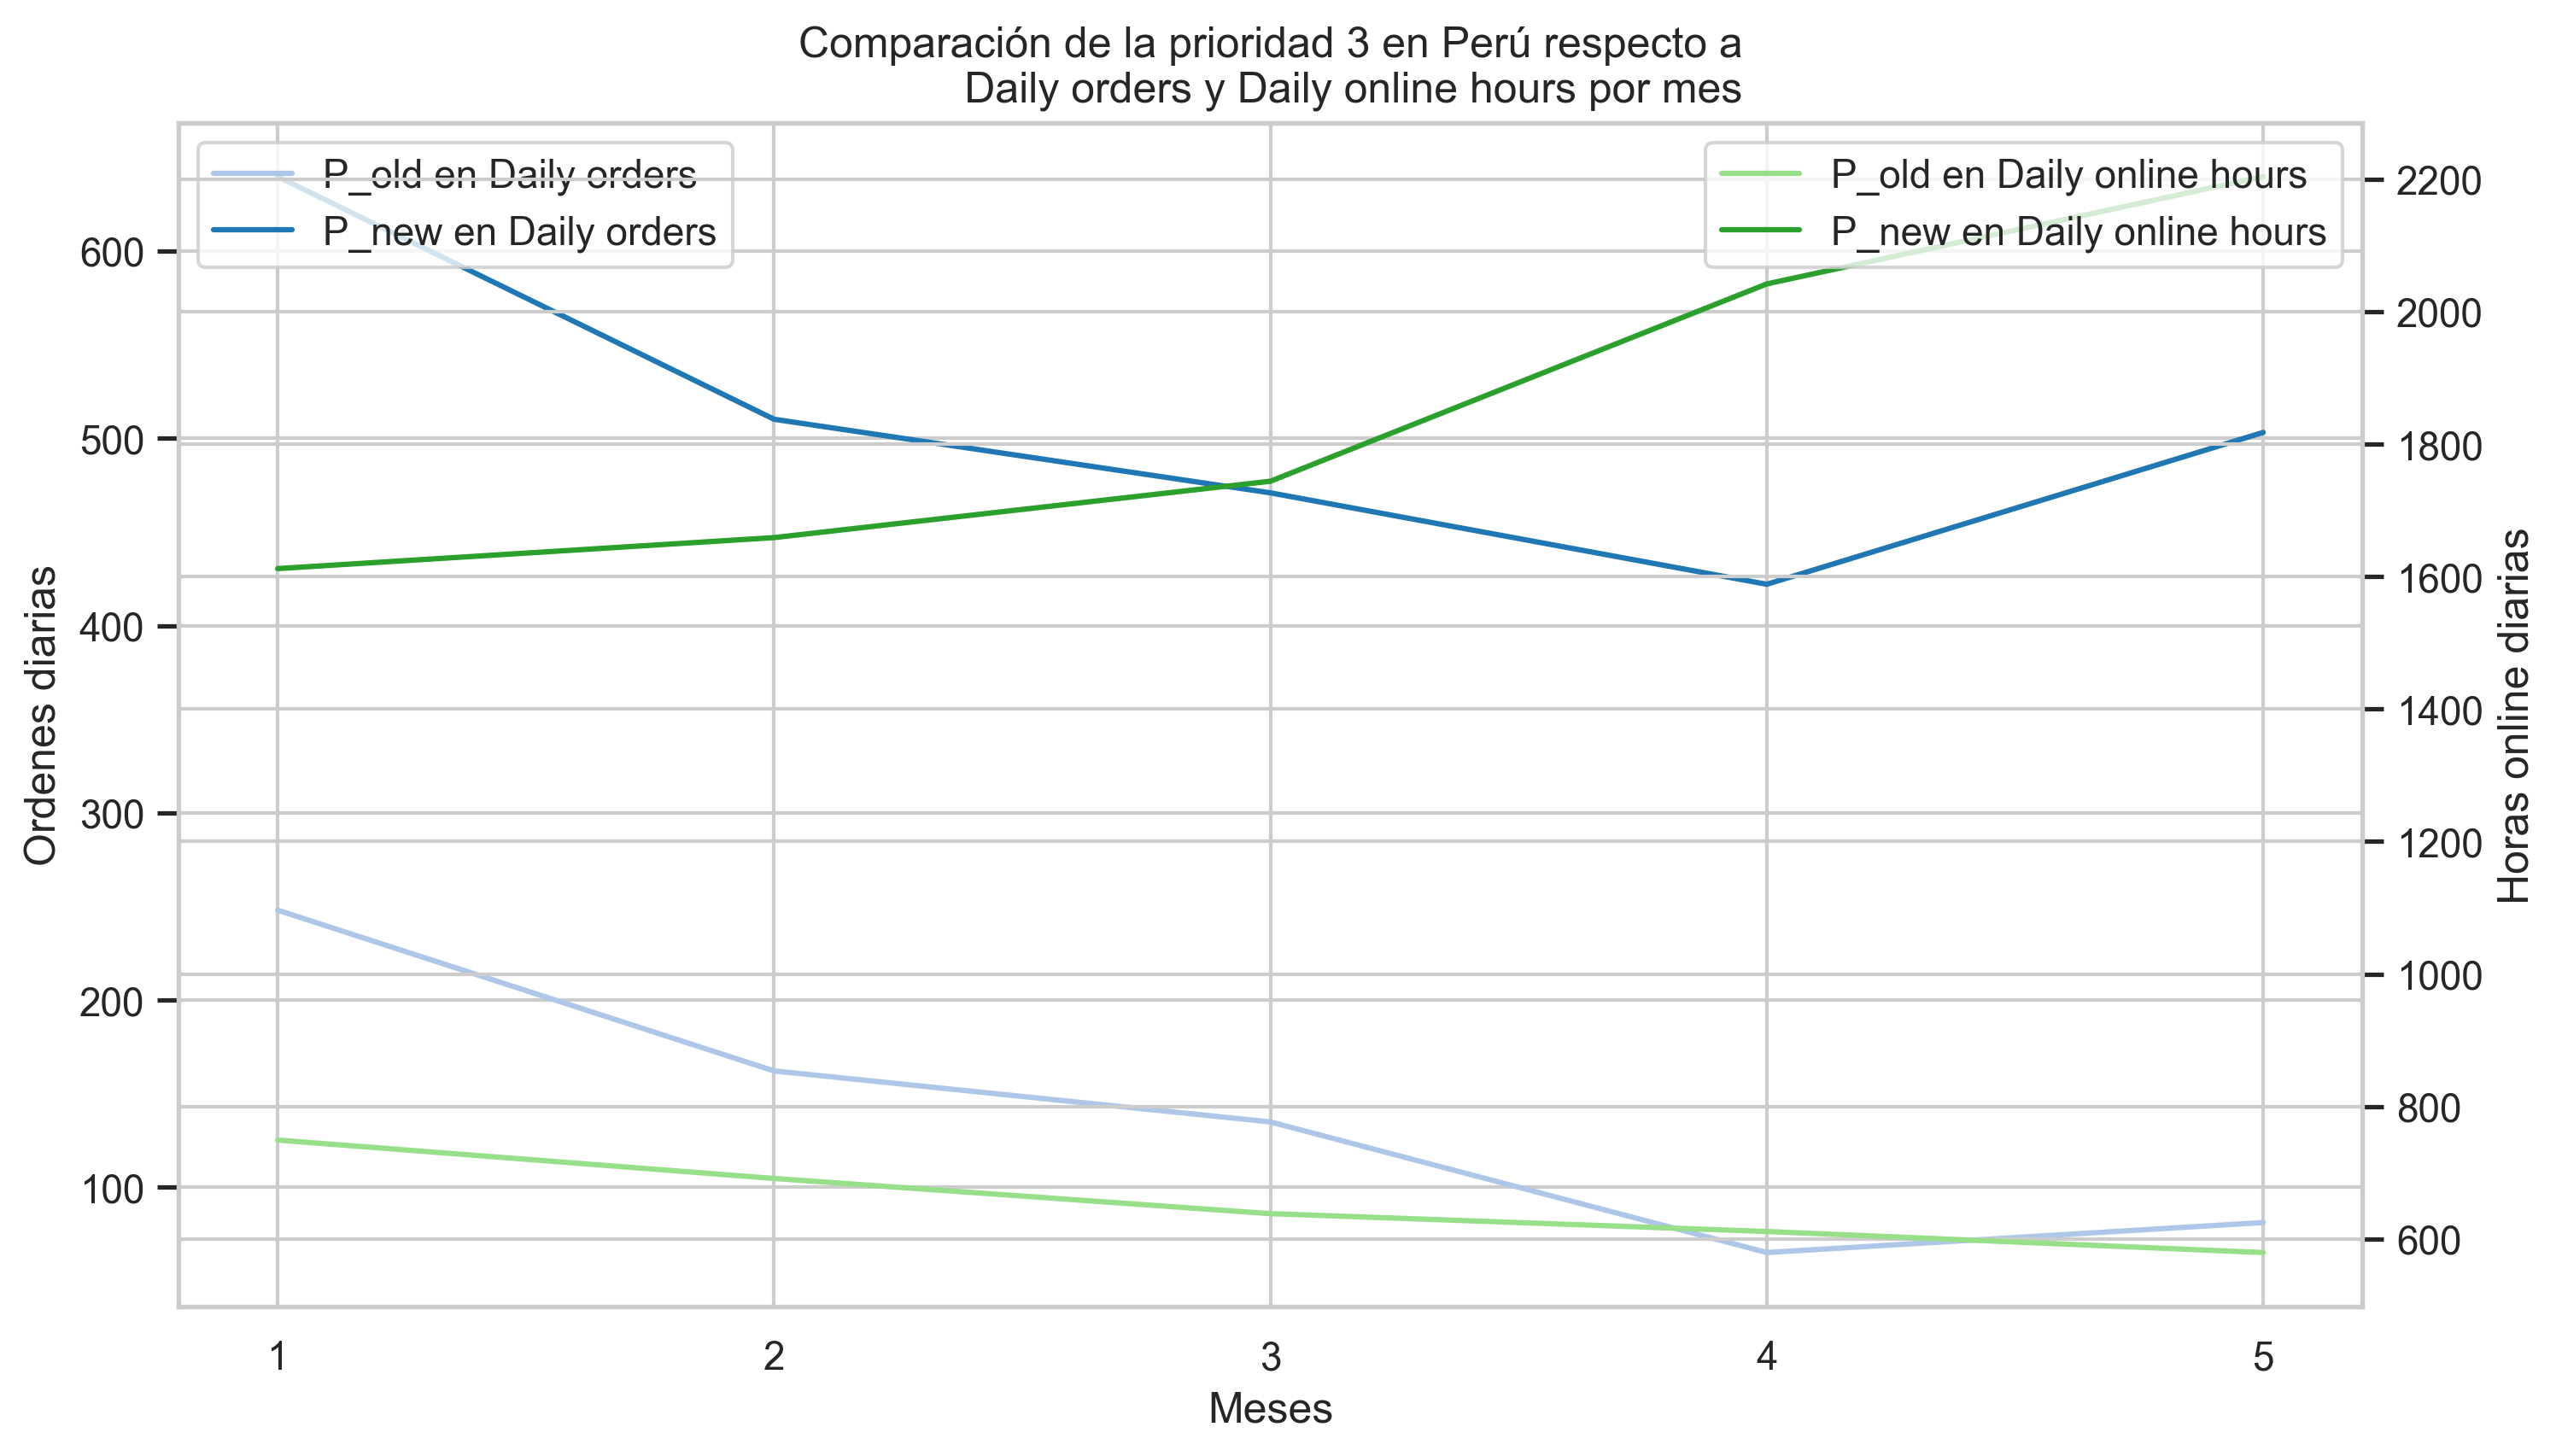 Comparación de la prioridad 3 en Perú respecto a
Daily orders y Daily online hours por mes
P_old en Daily orders
P_new en Daily orders
P_old en Daily online hours
P_new en Daily online hours
Ordenes diarias
600
500
400
300
200
100
2200
2000
1800
1600
1400
1200
1000
800
600
Horas online diarias
1 2 3 4 5
Meses